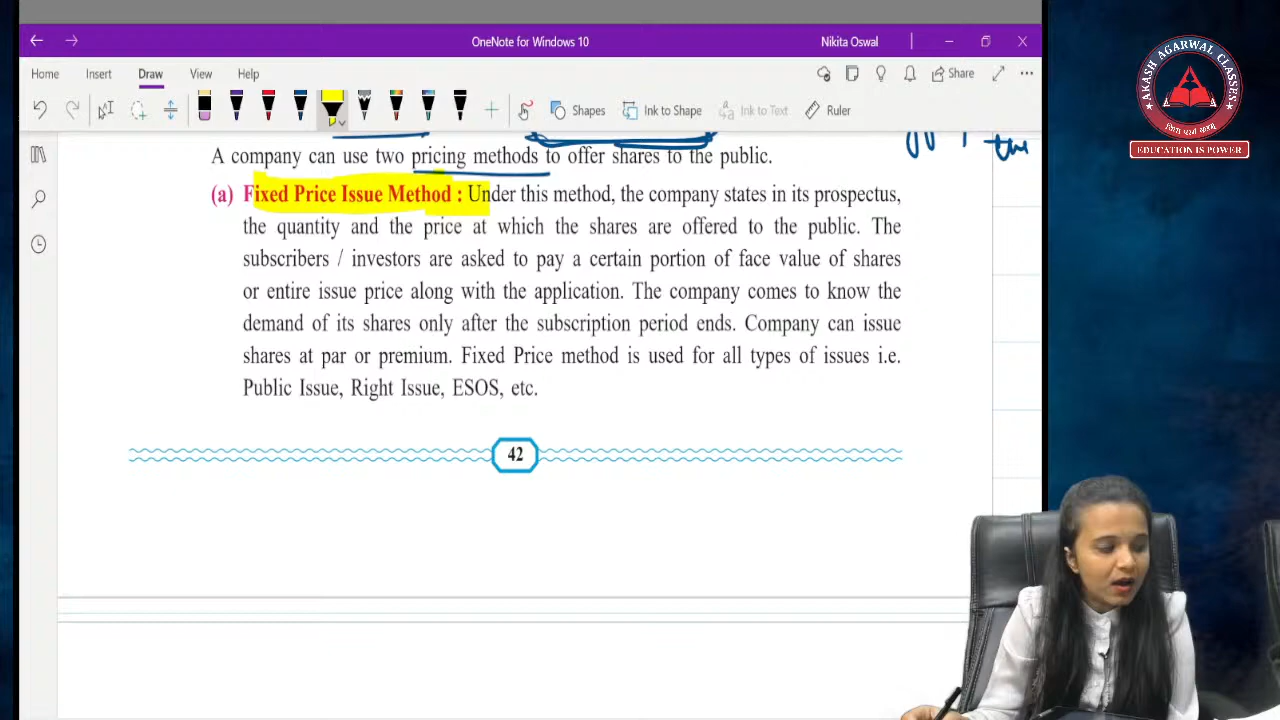 OneNote for Windows 10
Nikita Oswal
Home Insert Draw View Help
Share
Shapes Ink to Shape Ink to Text Ruler
the
A company can use two pricing methods to offer shares to the public.
(a) Fixed Price Issue Method : Under this method, the company states in its prospectus,
the quantity and the price at which the shares are offered to the public. The
subscribers / investors are asked to pay a certain portion of face value of shares
or entire issue price along with the application. The company comes to know the
demand of its shares only after the subscription period ends. Company can issue
shares at par or premium. Fixed Price method is used for all types of issues i.e.
Public Issue, Right Issue, ESOS, etc.
42
AKASH AGARWAL CLASSES
EDUCATION IS POWER